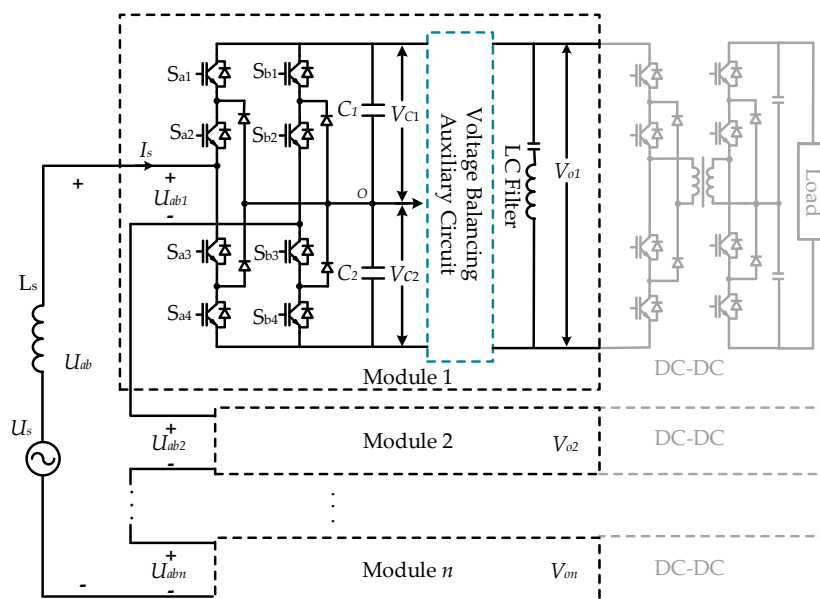 Sa1
Sb1
Sa2
Sb2
C1
VC1
Is
+
+
Uab1
-
O
Voltage Balancing
Auxiliary Circuit
LC Filter
Vo1
Load
Sa3
Sb3
C2
VC2
Ls
Sa4
Sb4
Uab
Module 1
DC-DC
Us
+
+
Uab2
-
Module 2
Vo2
DC-DC
+
Uabn
-
-
Module n
Von
DC-DC